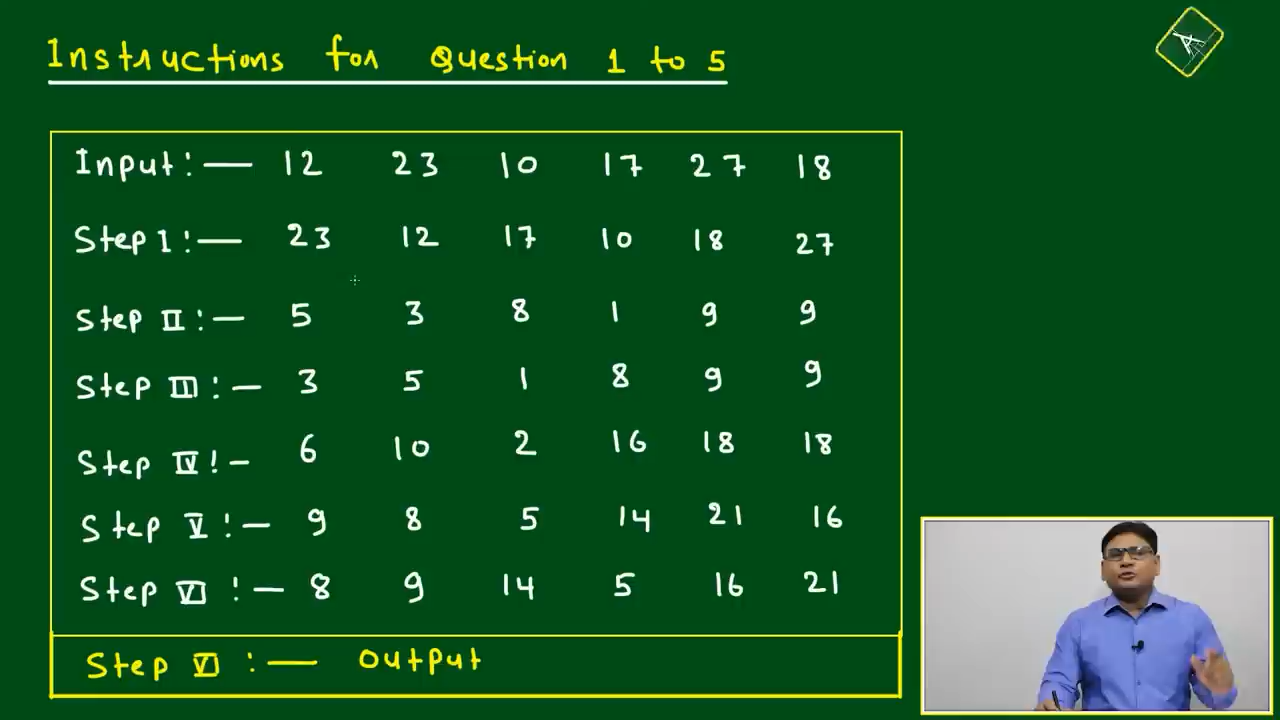 Instructions for Question 1 to 5
Input :— 12 23 10 17 27 18
Step I :— 23 12 17 10 18 27
Step II :— 5 3 8 1 9 9
Step III :— 3 5 1 8 9 9
Step IV !— 6 10 2 16 18 18
Step V !— 9 8 5 14 21 16
Step VI !— 8 9 14 5 16 21
Step VI :— Output